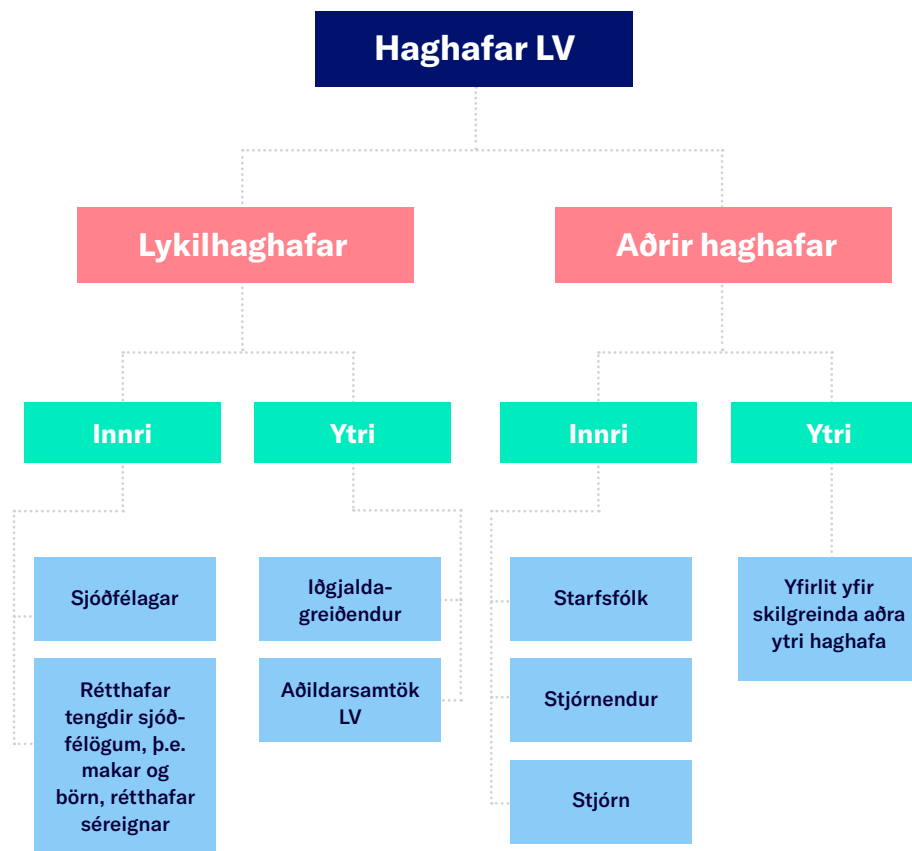 Haghafar LV
Lykilhaghafar
Aðrir haghafar
Innri
Ytri
Innri
Ytri
Sjóðfélagar
Rétthafar
tengdir sjóð-
félögum, þ.e.
makar og
börn, rétthafar
séreignar
Iðgjalda-
greiðendur
Aðildarsamtök
LV
Starfsfólk
Stjórnendur
Stjórn
Yfirlit yfir
skilgreinda aðra
ytri haghafa